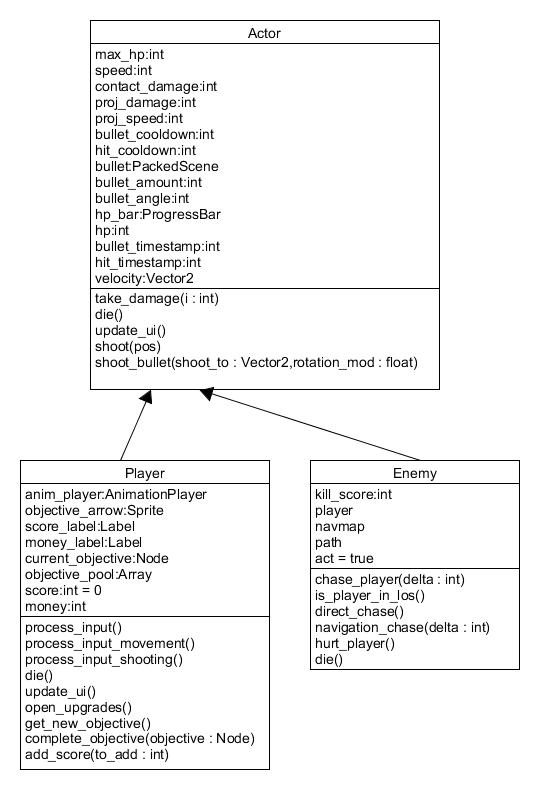 Actor
max_hp:int
speed:int
contact_damage:int
proj_damage:int
proj_speed:int
bullet_cooldown:int
hit_cooldown:int
bullet:PackedScene
bullet_amount:int
bullet_angle:int
hp_bar:ProgressBar
hp:int
bullet_timestamp:int
hit_timestamp:int
velocity:Vector2
take_damage(i : int)
die()
update_ui()
shoot(pos)
shoot_bullet(shoot_to : Vector2,rotation_mod : float)
Player
anim_player:AnimationPlayer
objective_arrow:Sprite
score_label:Label
money_label:Label
current_objective:Node
objective_pool:Array
score:int = 0
money:int
process_input()
process_input_movement()
process_input_shooting()
die()
update_ui()
open_upgrades()
get_new_objective()
complete_objective(objective : Node)
add_score(to_add : int)
Enemy
kill_score:int
player
navmap
path
act = true
chase_player(delta : int)
is_player_in_los()
direct_chase()
navigation_chase(delta : int)
hurt_player()
die()